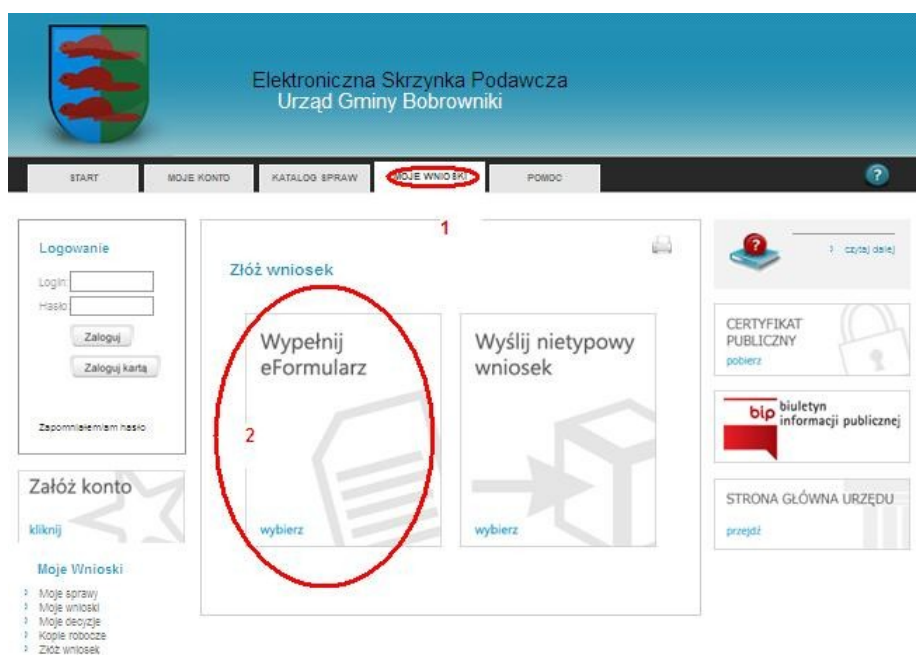 Elektroniczna Skrzynka Podawcza
Urząd Gminy Bobrowniki
START
MOJE KONTO
KATALOG SPRAW
MOJE WNIOSKI
POMOC
?
1
Logowanie
Login:
Hasło:
Zaloguj
Zaloguj kartą
Zapomniałem/am hasło
Załóż konto
kliknij
Moje Wnioski
Moje sprawy
Moje wnioski
Moje decyzje
Kopie robocze
Złóż wniosek
Złóż wniosek
Wypełnij
eFormularz
2
wybierz
Wyślij nietypowy
wniosek
wybierz
?
czytaj dalej
CERTYFIKAT
PUBLICZNY
pobierz
bip biuletyn
informacji publicznej
STRONA GŁÓWNA URZĘDU
przejdź